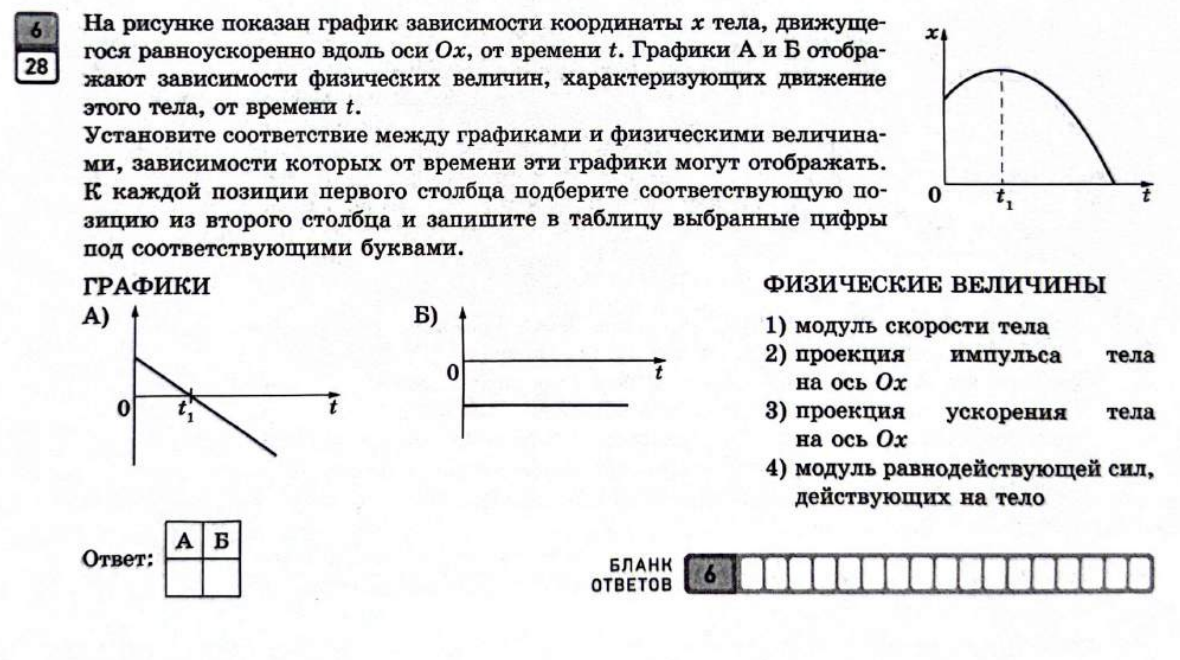 6
28
На рисунке показан график зависимости координаты x тела, движуще-
гося равноускоренно вдоль оси Ox, от времени t. Графики А и Б отобра-
жают зависимости физических величин, характеризующих движение
этого тела, от времени t.
Установите соответствие между графиками и физическими величина-
ми, зависимости которых от времени эти графики могут отображать.
К каждой позиции первого столбца подберите соответствующую по-
зицию из второго столбца и запишите в таблицу выбранные цифры
под соответствующими буквами.
x
0 t₁ t
ГРАФИКИ
А)
0 t₁ t
Б)
0 t
ФИЗИЧЕСКИЕ ВЕЛИЧИНЫ
1) модуль скорости тела
2) проекция импульса тела
на ось Ox
3) проекция ускорения тела
на ось Ox
4) модуль равнодействующей сил,
действующих на тело
Ответ:
А Б
БЛАНК
ОТВЕТОВ
6